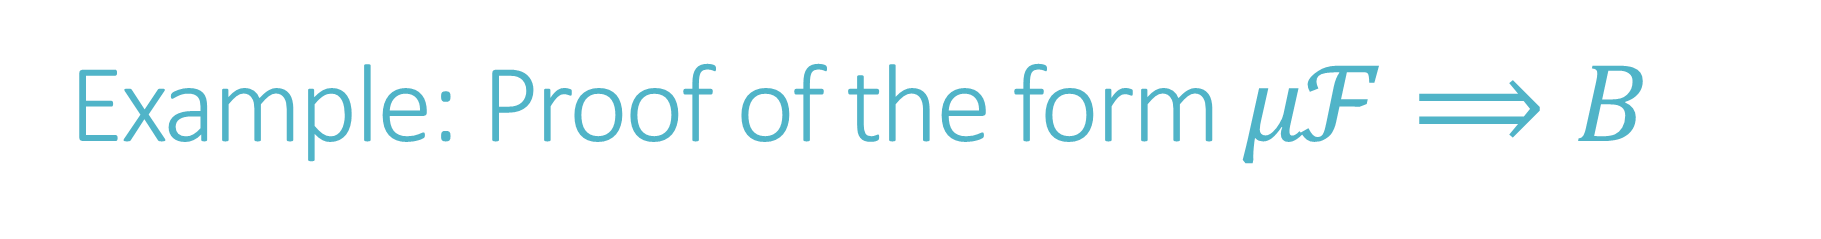 Example: Proof of the form 𝜇ℱ ⟹ 𝐵